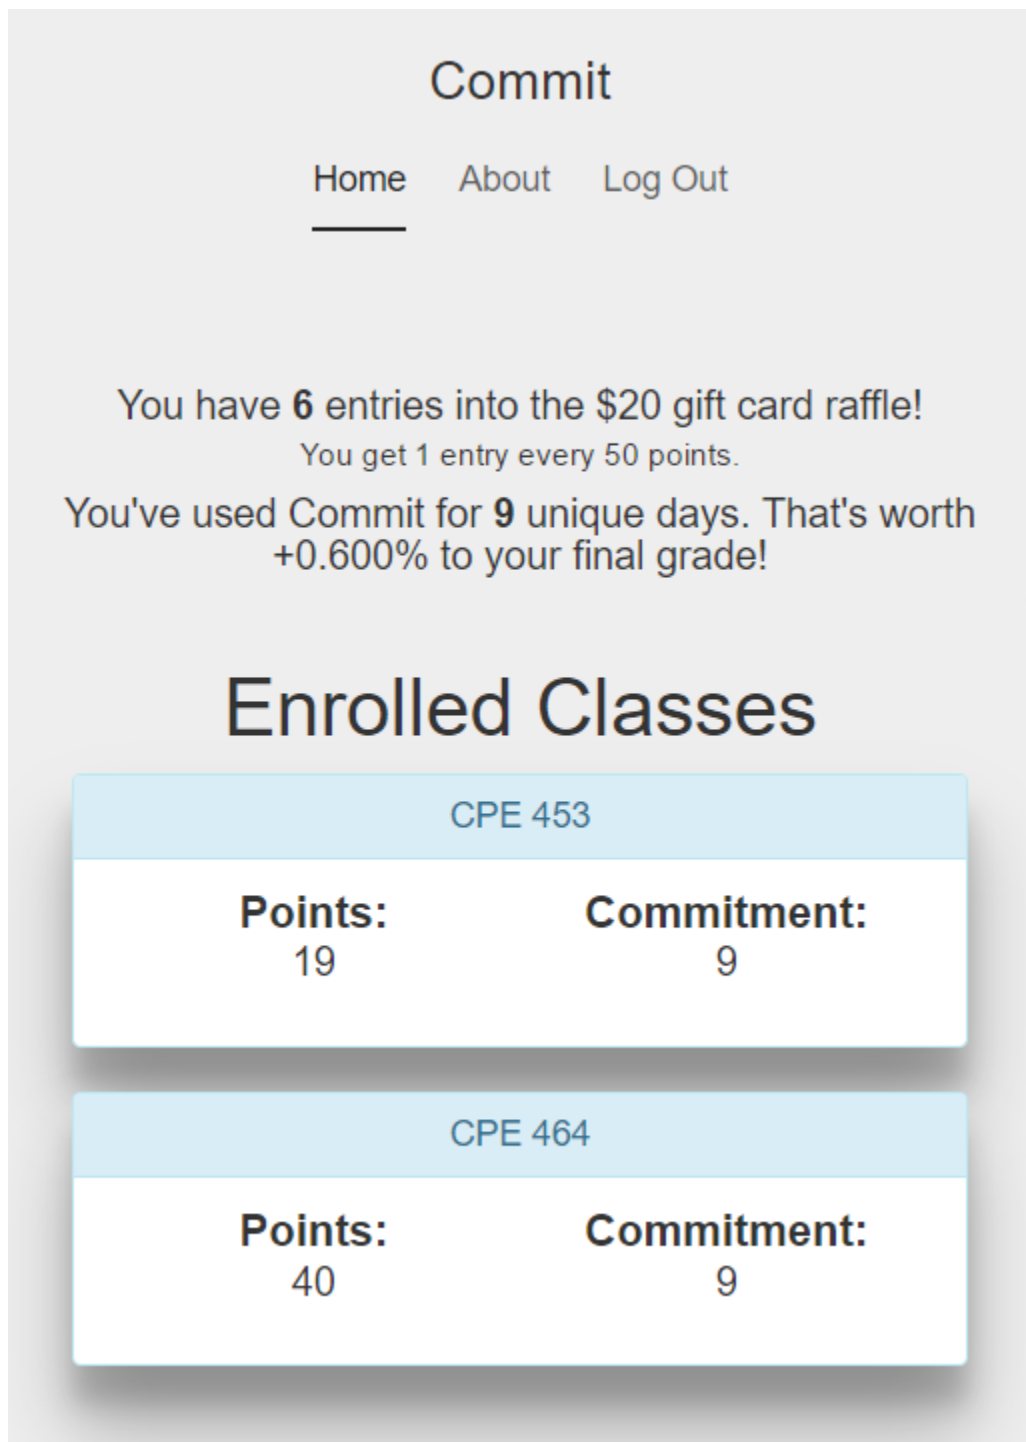 Commit
Home About Log Out
You have 6 entries into the $20 gift card raffle!
You get 1 entry every 50 points.
You've used Commit for 9 unique days. That's worth
+0.600% to your final grade!
Enrolled Classes
CPE 453
Points: Commitment:
19 9
CPE 464
Points: Commitment:
40 9